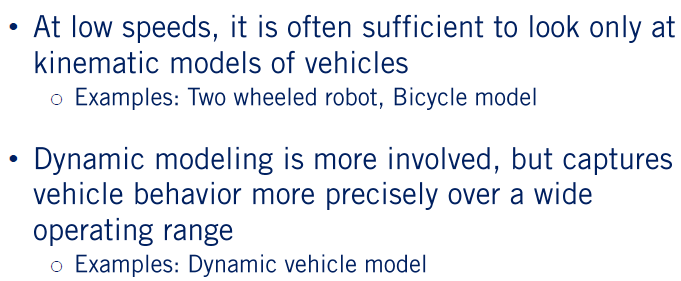 • At low speeds, it is often sufficient to look only at
kinematic models of vehicles
○ Examples: Two wheeled robot, Bicycle model
• Dynamic modeling is more involved, but captures
vehicle behavior more precisely over a wide
operating range
○ Examples: Dynamic vehicle model